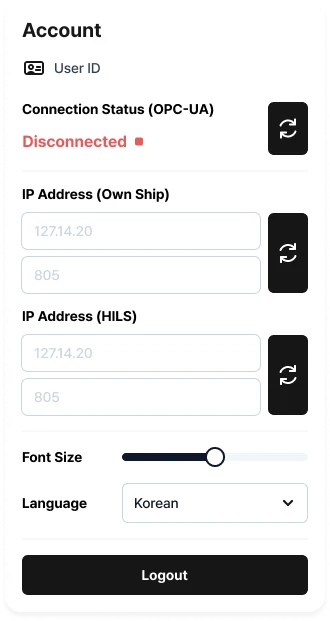 Account
User ID
Connection Status (OPC-UA)
Disconnected
IP Address (Own Ship)
127.14.20
805
IP Address (HILS)
127.14.20
805
Font Size
Language
Korean
Logout